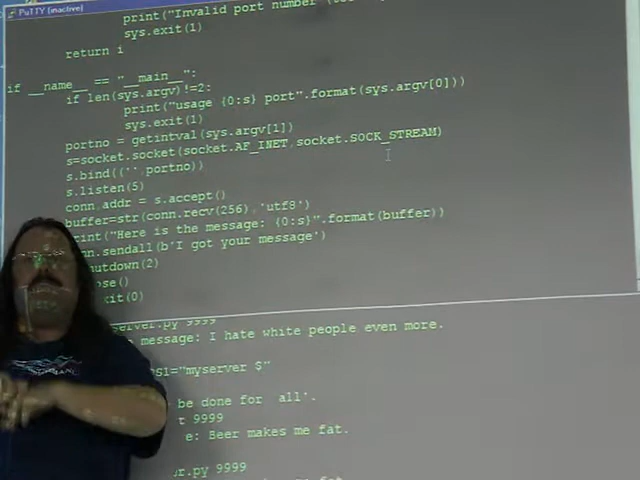 PuTTY (inactive)
print("Invalid port number
sys.exit(1)
return i
if __name__ == "__main__":
if len(sys.argv)!=2:
print("usage {0:s} port".format(sys.argv[0]))
sys.exit(1)
portno = getintval(sys.argv[1])
s=socket.socket(socket.AF_INET,socket.SOCK_STREAM)
s.bind(('',portno))
s.listen(5)
conn,addr = s.accept()
buffer=str(conn.recv(256),'utf8')
print("Here is the message: {0:s}".format(buffer))
nn.sendall(b'I got your message')
utdown(2)
ose()
xit(0)
server.py 9999
message: I hate white people even more.
PS1="myserver $"
be done for all'.
t 9999
e: Beer makes me fat.
r.py 9999